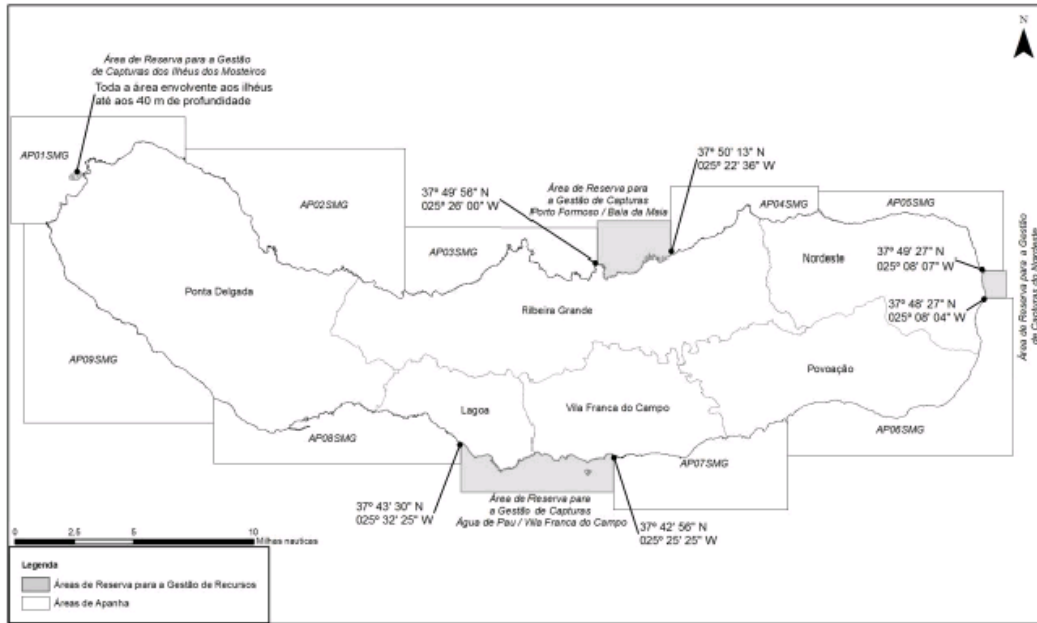 N
Área de Reserva para a Gestão
de Capturas dos Ilhéus dos Mosteiros
Toda a área envolvente aos ilhéus
até aos 40 m de profundidade
AP01SMG
AP02SMG
AP03SMG
37º 49' 56" N
025º 26' 00" W
Área de Reserva para
a Gestão de Capturas
Porto Formoso / Baía da Maia
37º 50' 13" N
025º 22' 36" W
AP04SMG
AP05SMG
Nordeste
37º 49' 27" N
025º 08' 07" W
37º 48' 27" N
025º 08' 04" W
Área de Reserva para a Gestão
de Capturas do Nordeste
Ponta Delgada
Ribeira Grande
Povoação
AP09SMG
Lagoa
Vila Franca do Campo
AP08SMG
AP07SMG
AP06SMG
37º 43' 30" N
025º 32' 25" W
Área de Reserva para
a Gestão de Capturas
Água de Pau / Vila Franca do Campo
37º 42' 56" N
025º 25' 25" W
0 2,5 5 10
Milhas nauticas
Legenda
Áreas de Reserva para a Gestão de Recursos
Áreas de Apanha